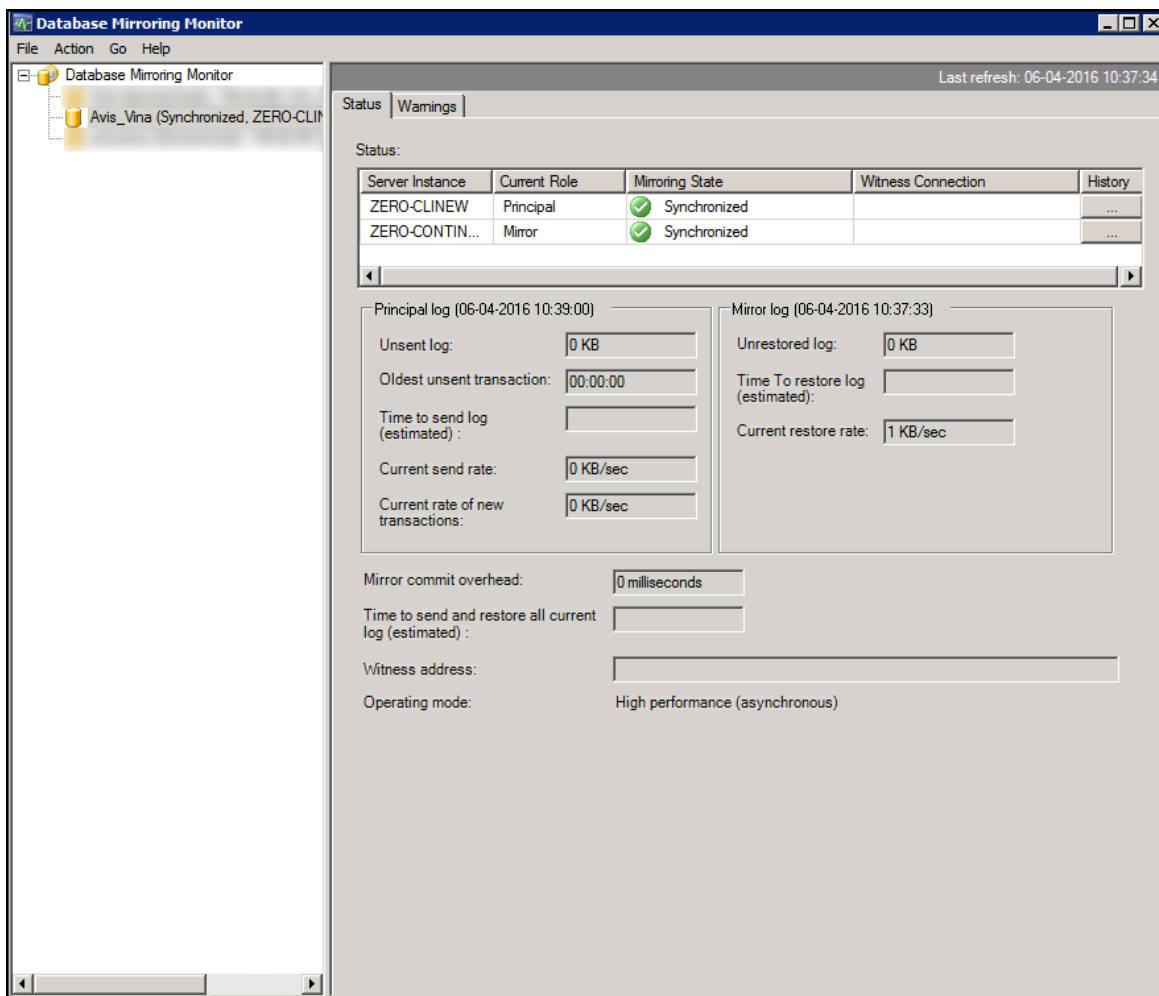 Database Mirroring Monitor
File Action Go Help
Database Mirroring Monitor
Avis_Vina (Synchronized, ZERO-CLIN
Last refresh: 06-04-2016 10:37:34
Status Warnings
Status:
Server Instance Current Role Mirroring State Witness Connection History
ZERO-CLINEW Principal Synchronized ...
ZERO-CONTIN... Mirror Synchronized ...
Principal log (06-04-2016 10:39:00)
Unsent log: 0 KB
Oldest unsent transaction: 00:00:00
Time to send log
(estimated) :
Current send rate: 0 KB/sec
Current rate of new
transactions: 0 KB/sec
Mirror log (06-04-2016 10:37:33)
Unrestored log: 0 KB
Time To restore log
(estimated):
Current restore rate: 1 KB/sec
Mirror commit overhead: 0 milliseconds
Time to send and restore all current
log (estimated) :
Witness address:
Operating mode: High performance (asynchronous)